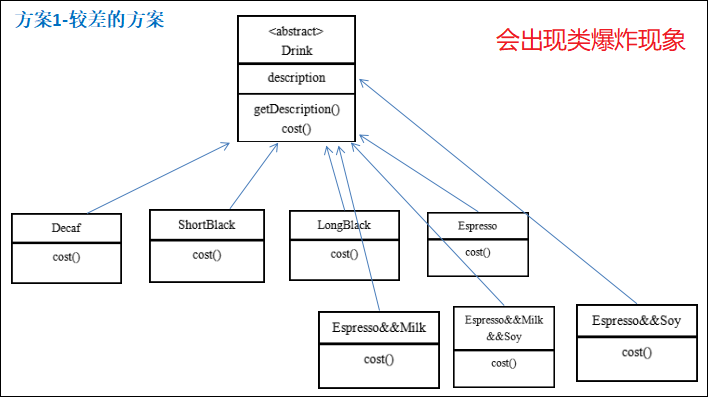 方案1-较差的方案
会出现类爆炸现象
<abstract>
Drink
description
getDescription()
cost()
Decaf
cost()
ShortBlack
cost()
LongBlack
cost()
Espresso
cost()
Espresso&&Milk
cost()
Espresso&&Milk
&&Soy
cost()
Espresso&&Soy
cost()